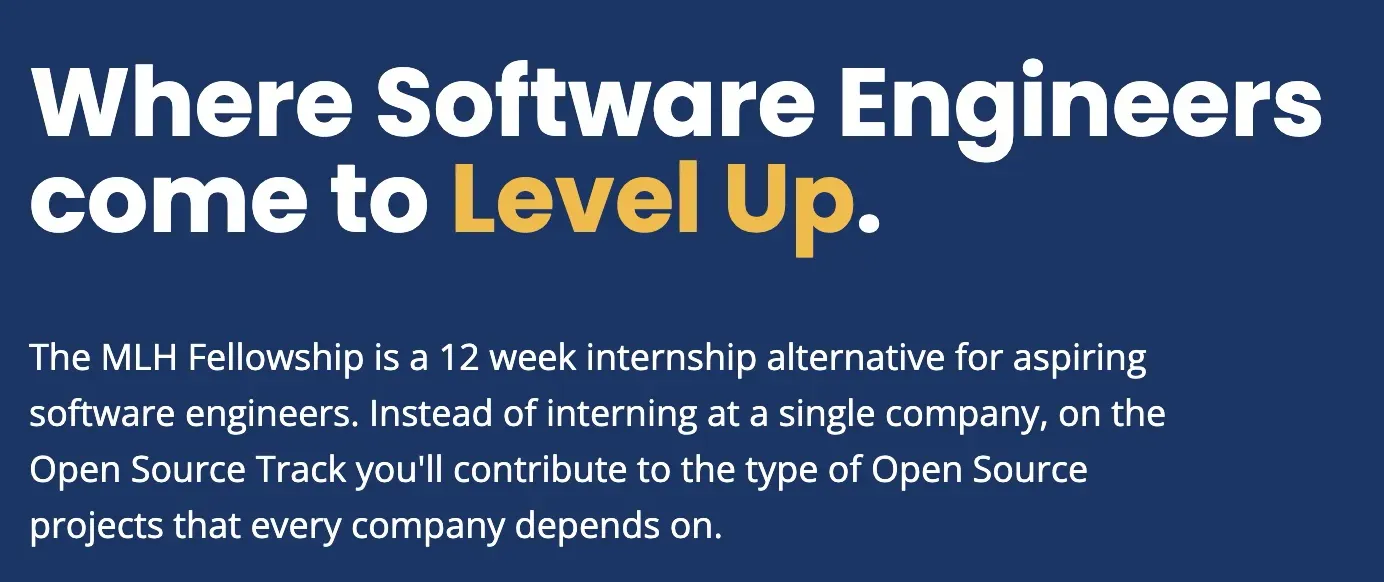 Where Software Engineers
come to Level Up.
The MLH Fellowship is a 12 week internship alternative for aspiring
software engineers. Instead of interning at a single company, on the
Open Source Track you'll contribute to the type of Open Source
projects that every company depends on.